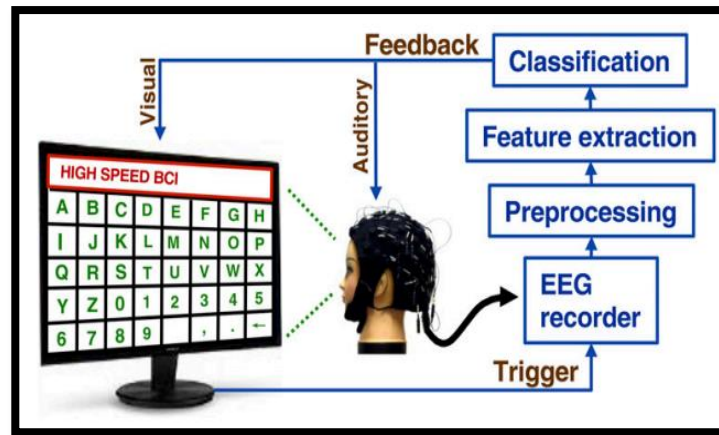 Feedback
Classification
Visual
Auditory
Feature extraction
HIGH SPEED BCI
A B C D E F G H
I J K L M N O P
Q R S T U V W X
Y Z 0 1 2 3 4 5
6 7 8 9 , . ←
Preprocessing
EEG
recorder
Trigger